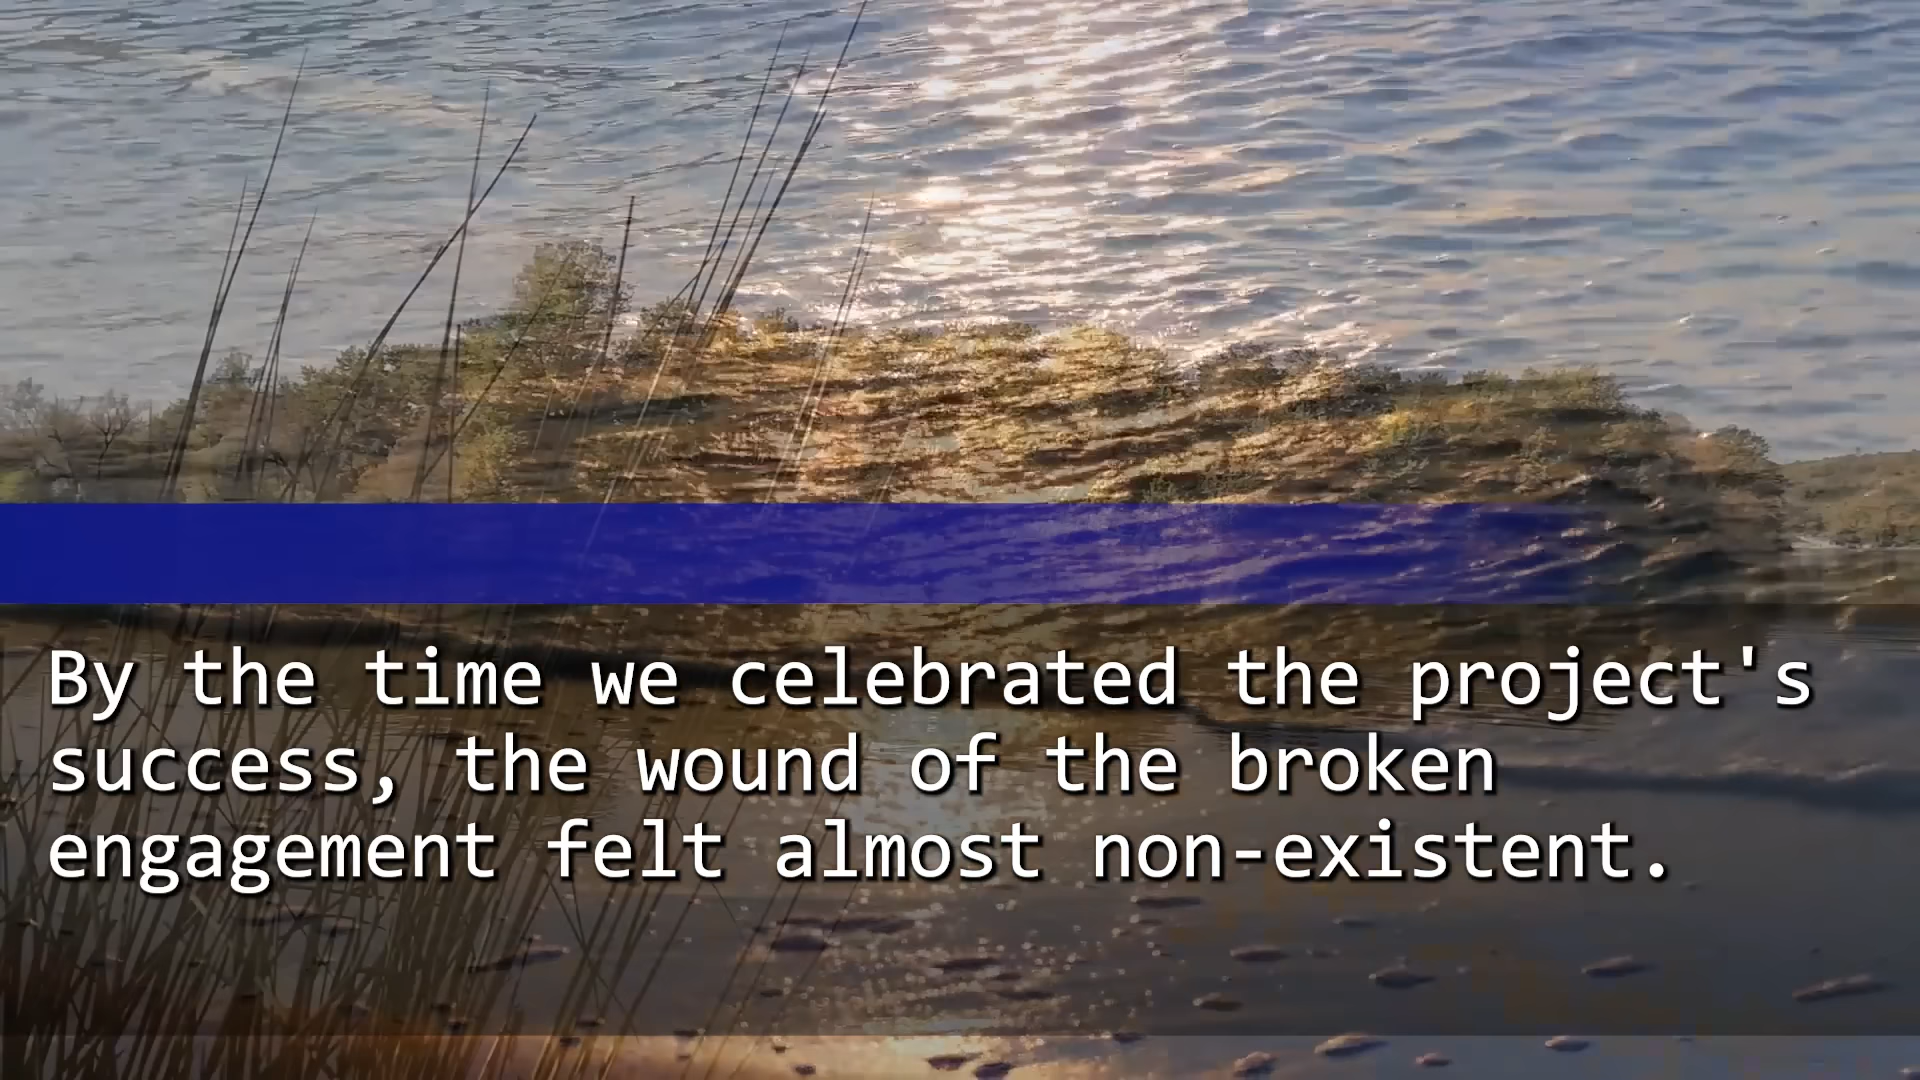 By the time we celebrated the project's
success, the wound of the broken
engagement felt almost non-existent.